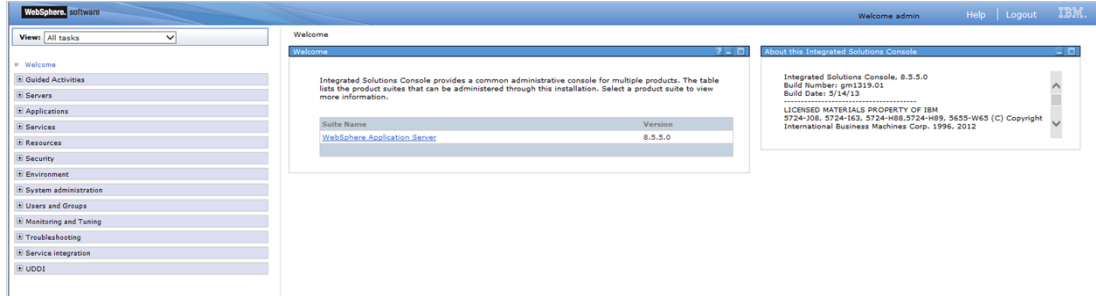 WebSphere. software
Welcome admin
Help
Logout
IBM.
View: All tasks
Welcome
Guided Activities
Servers
Applications
Services
Resources
Security
Environment
System administration
Users and Groups
Monitoring and Tuning
Troubleshooting
Service integration
UDDI
Welcome
Welcome
Integrated Solutions Console provides a common administrative console for multiple products. The table
lists the product suites that can be administered through this installation. Select a product suite to view
more information.
Suite Name Version
WebSphere Application Server 8.5.5.0
About this Integrated Solutions Console
Integrated Solutions Console, 8.5.5.0
Build Number: gm1319.01
Build Date: 5/14/13
----------------------------------------
LICENSED MATERIALS PROPERTY OF IBM
5724-J08, 5724-I63, 5724-H88,5724-H89, 5655-W65 (C) Copyright
International Business Machines Corp. 1996, 2012